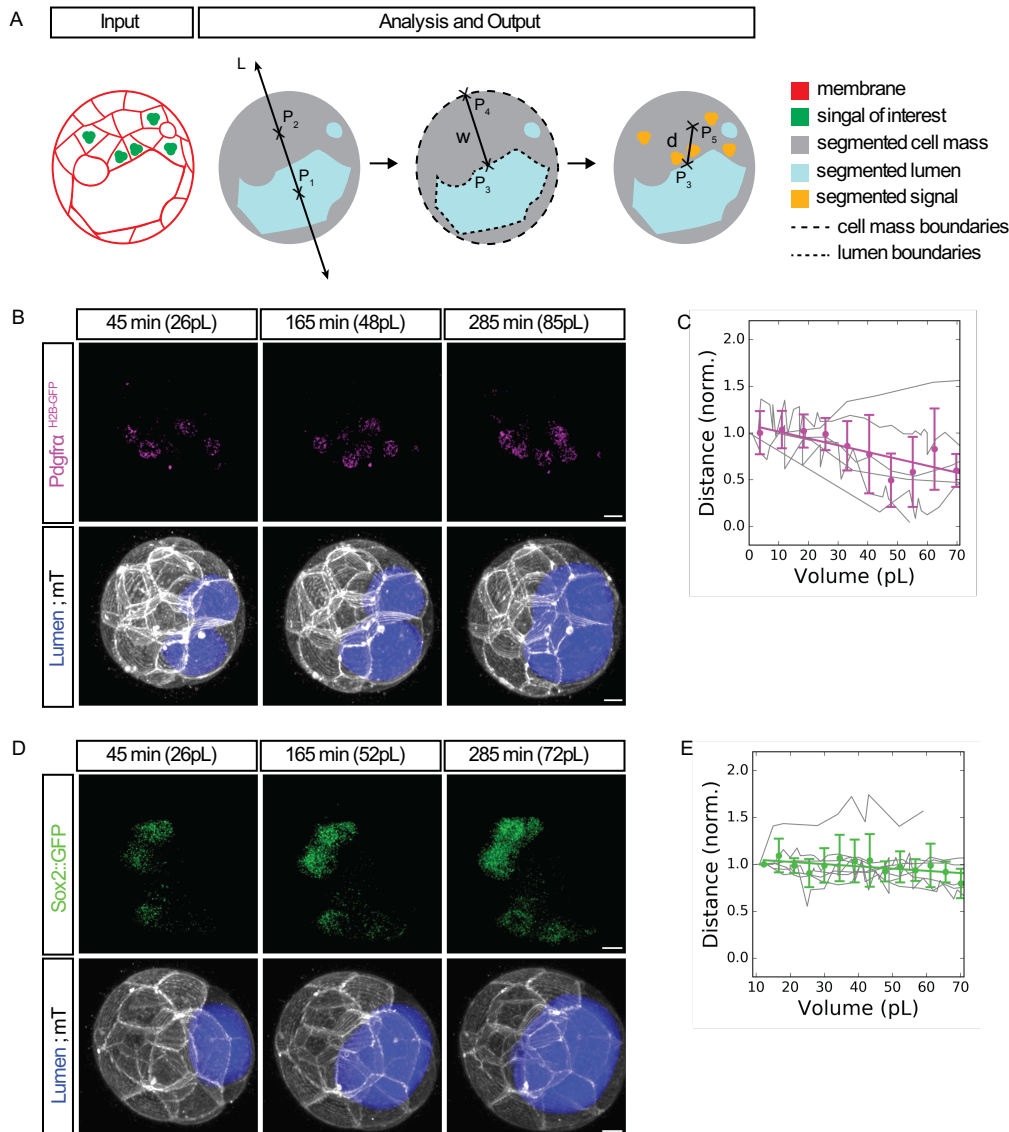 A
Input
Analysis and Output
L
P2
P1
P4
w
P3
d
P5
P3
membrane
singal of interest
segmented cell mass
segmented lumen
segmented signal
cell mass boundaries
lumen boundaries
B
45 min (26pL)
165 min (48pL)
285 min (85pL)
Pdgfrα H2B-GFP
Lumen ; mT
C
Distance (norm.)
2.0
1.5
1.0
0.5
0.0
0 10 20 30 40 50 60 70
Volume (pL)
D
45 min (26pL)
165 min (52pL)
285 min (72pL)
Sox2::GFP
Lumen ; mT
E
Distance (norm.)
2.0
1.5
1.0
0.5
0.0
10 20 30 40 50 60 70
Volume (pL)